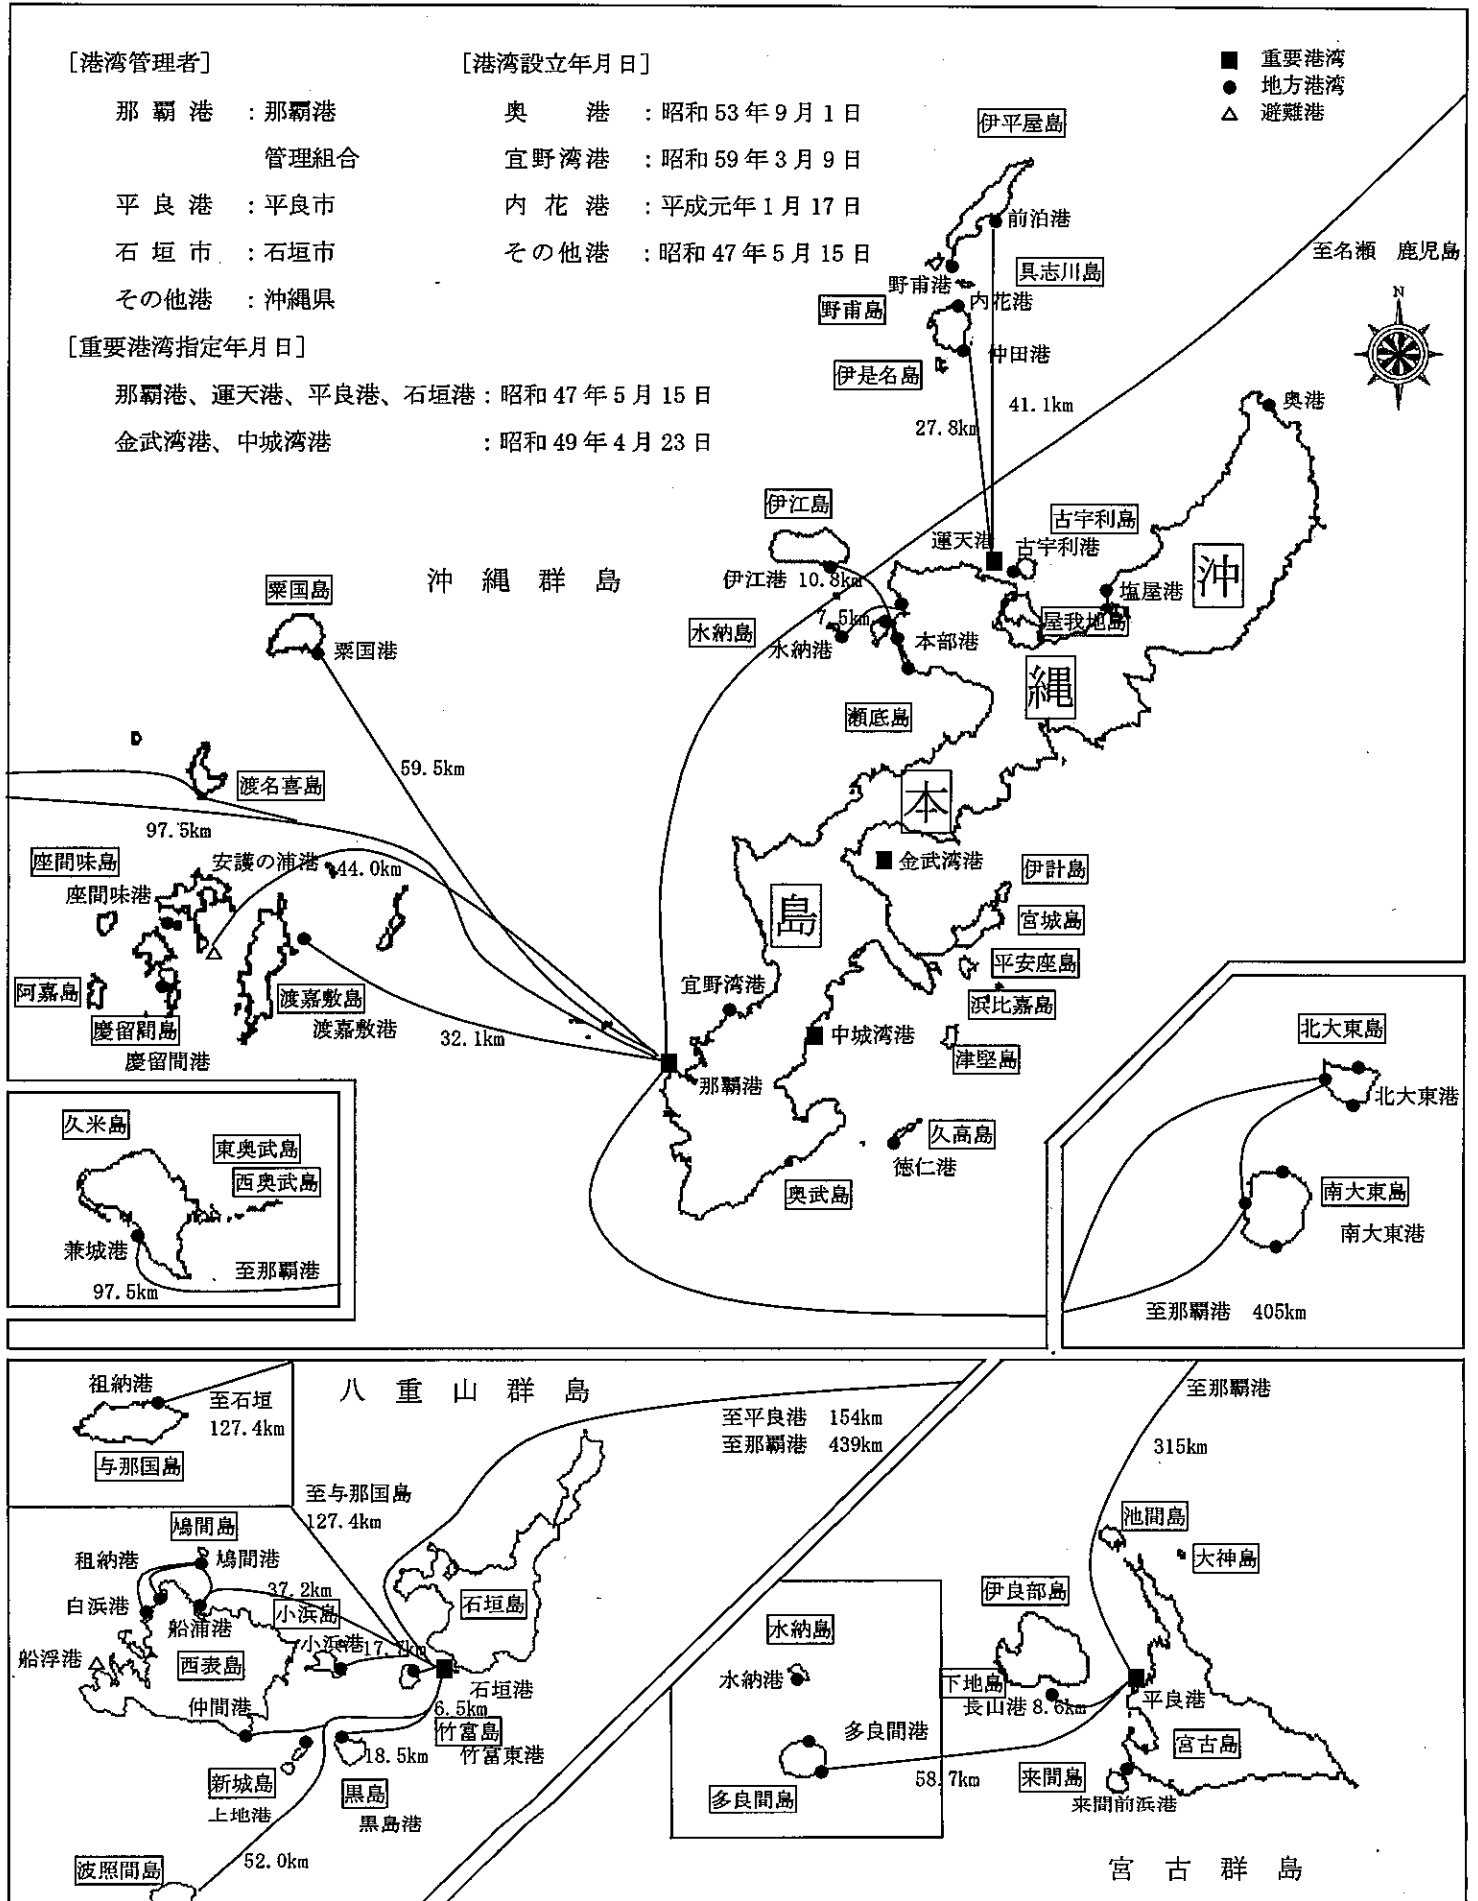 [港湾管理者]
那覇港 ：那覇港
管理組合
平良港 ：平良市
石垣市 ：石垣市
その他港 ：沖縄県
[港湾設立年月日]
奥港 ：昭和53年9月1日
宜野湾港 ：昭和59年3月9日
内花港 ：平成元年1月17日
その他港 ：昭和47年5月15日
[重要港湾指定年月日]
那覇港、運天港、平良港、石垣港：昭和47年5月15日
金武湾港、中城湾港 ：昭和49年4月23日
■ 重要港湾
● 地方港湾
△ 避難港
伊平屋島
前泊港
至名瀬 鹿児島
野甫港
具志川島
野甫島
内花港
N
仲田港
伊是名島
41.1km
27.8km
奥港
伊江島
古宇利島
運天港
古宇利港
沖縄群島
伊江港 10.8km
沖
粟国島
塩屋港
7.5km
屋我地島
水納島
水納港
本部港
粟国港
縄
瀬底島
59.5km
渡名喜島
本
97.5km
座間味島
安護の浦港
44.0km
金武湾港
伊計島
座間味港
島
宮城島
平安座島
阿嘉島
渡嘉敷島
宜野湾港
浜比嘉島
慶留間島
渡嘉敷港
32.1km
中城湾港
慶留間港
津堅島
北大東島
那覇港
北大東港
久米島
東奥武島
西奥武島
久高島
徳仁港
奥武島
南大東島
南大東港
兼城港
至那覇港
97.5km
至那覇港 405km
祖納港
八重山群島
至石垣
127.4km
与那国島
至平良港 154km
至那覇港 439km
至那覇港
315km
至与那国島
127.4km
鳩間島
祖納港
鳩間港
37.2km
白浜港
船浦港
小浜島
石垣島
小浜港
17.7km
船浮港
西表島
石垣港
仲間港
6.5km
竹富島
竹富東港
18.5km
新城島
上地港
黒島
黒島港
52.0km
波照間島
池間島
大神島
伊良部島
水納島
水納港
下地島
長山港 8.6km
平良港
多良間港
宮古島
58.7km
来間島
多良間島
来間前浜港
宮古群島